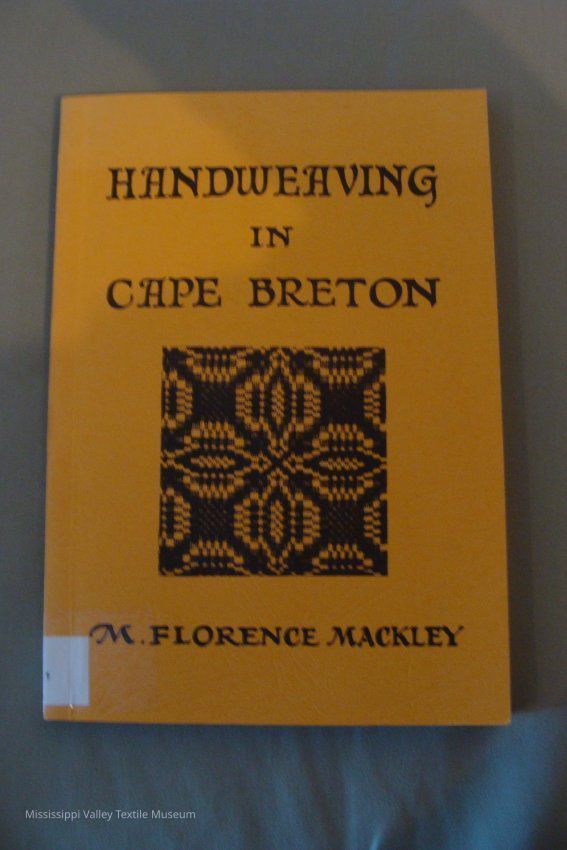 HANDWEAVING
IN
CAPE BRETON
M. FLORENCE MACKLEY
Mississippi Valley Textile Museum